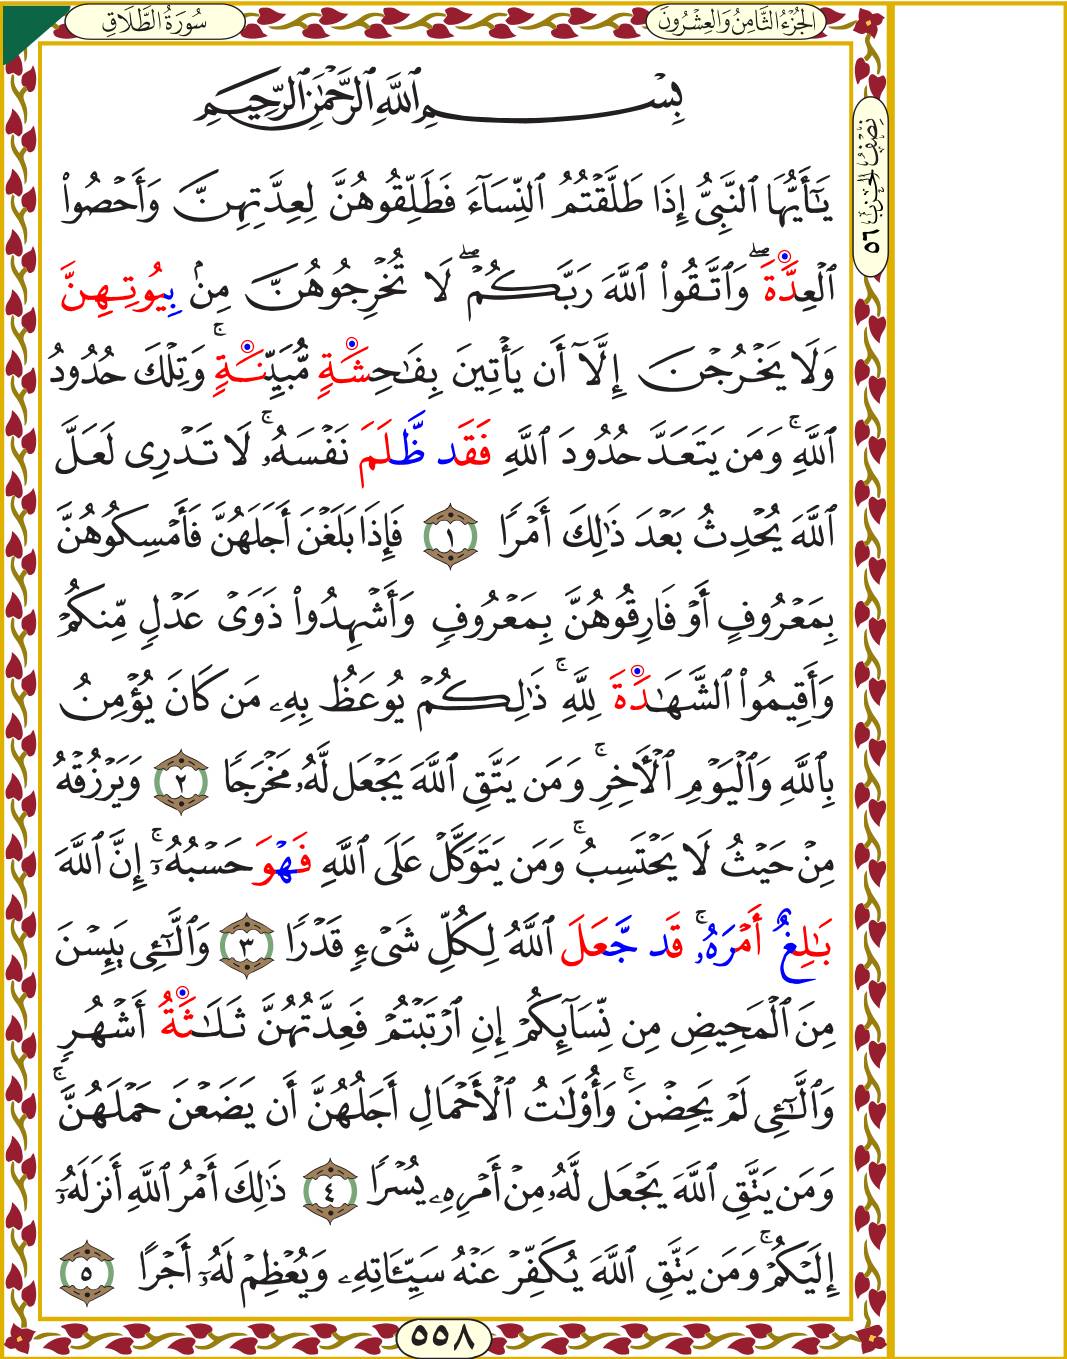 الجُزْءُ الثَّامِنُ وَالعِشْرُونَ
سُورَةُ الطَّلَاقِ
نِصْفُ الحِزْبِ ٥٦
بِسْمِ ٱللَّهِ ٱلرَّحْمَٰنِ ٱلرَّحِيمِ
يَٰٓأَيُّهَا ٱلنَّبِيُّ إِذَا طَلَّقْتُمُ ٱلنِّسَآءَ فَطَلِّقُوهُنَّ لِعِدَّتِهِنَّ وَأَحْصُوا۟
ٱلْعِدَّةَ ۖ وَٱتَّقُوا۟ ٱللَّهَ رَبَّكُمْ ۖ لَا تُخْرِجُوهُنَّ مِنۢ بِيُوتِهِنَّ
وَلَا يَخْرُجْنَ إِلَّآ أَن يَأْتِينَ بِفَٰحِشَةٍ مُّبَيِّنَةٍ ۚ وَتِلْكَ حُدُودُ
ٱللَّهِ ۚ وَمَن يَتَعَدَّ حُدُودَ ٱللَّهِ فَقَد ظَّلَمَ نَفْسَهُۥ ۚ لَا تَدْرِى لَعَلَّ
ٱللَّهَ يُحْدِثُ بَعْدَ ذَٰلِكَ أَمْرًا ١ فَإِذَا بَلَغْنَ أَجَلَهُنَّ فَأَمْسِكُوهُنَّ
بِمَعْرُوفٍ أَوْ فَارِقُوهُنَّ بِمَعْرُوفٍ وَأَشْهِدُوا۟ ذَوَىْ عَدْلٍ مِّنكُمْ
وَأَقِيمُوا۟ ٱلشَّهَٰدَةَ لِلَّهِ ۚ ذَٰلِكُمْ يُوعَظُ بِهِۦ مَن كَانَ يُؤْمِنُ
بِٱللَّهِ وَٱلْيَوْمِ ٱلْأَخِرِ ۚ وَمَن يَتَّقِ ٱللَّهَ يَجْعَل لَّهُۥ مَخْرَجًا ٢ وَيَرْزُقْهُ
مِنْ حَيْثُ لَا يَحْتَسِبُ ۚ وَمَن يَتَوَكَّلْ عَلَى ٱللَّهِ فَهْوَ حَسْبُهُۥٓ ۚ إِنَّ ٱللَّهَ
بَٰلِغٌ أَمْرَهُۥ ۚ قَد جَّعَلَ ٱللَّهُ لِكُلِّ شَىْءٍ قَدْرًا ٣ وَٱلَّٰٓـِٔى يَئِسْنَ
مِنَ ٱلْمَحِيضِ مِن نِّسَآئِكُمْ إِنِ ٱرْتَبْتُمْ فَعِدَّتُهُنَّ ثَلَٰثَةُ أَشْهُرٍ
وَٱلَّٰٓـِٔى لَمْ يَحِضْنَ ۚ وَأُو۟لَٰتُ ٱلْأَحْمَالِ أَجَلُهُنَّ أَن يَضَعْنَ حَمْلَهُنَّ ۚ
وَمَن يَتَّقِ ٱللَّهَ يَجْعَل لَّهُۥ مِنْ أَمْرِهِۦ يُسْرًا ٤ ذَٰلِكَ أَمْرُ ٱللَّهِ أَنزَلَهُۥٓ
إِلَيْكُمْ ۚ وَمَن يَتَّقِ ٱللَّهَ يُكَفِّرْ عَنْهُ سَيِّـَٔاتِهِۦ وَيُعْظِمْ لَهُۥٓ أَجْرًا ٥
٥٥٨